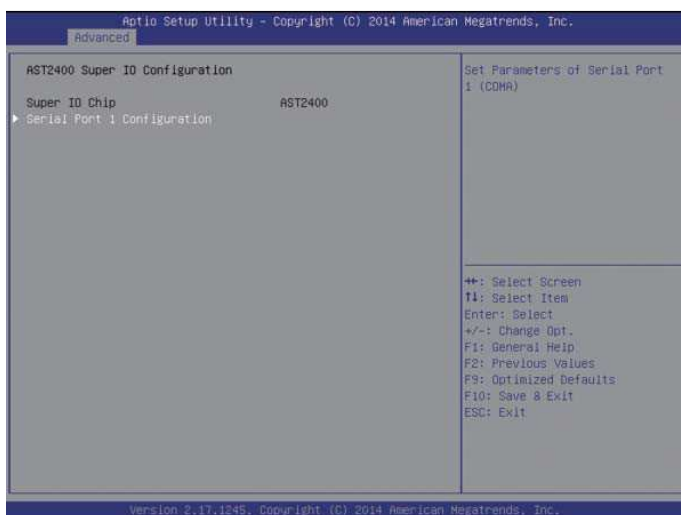 Aptio Setup Utility - Copyright (C) 2014 American Megatrends, Inc.
Advanced
AST2400 Super IO Configuration
Super IO Chip AST2400
Serial Port 1 Configuration
Set Parameters of Serial Port
1 (COMA)
↔: Select Screen
↑↓: Select Item
Enter: Select
+/-: Change Opt.
F1: General Help
F2: Previous Values
F9: Optimized Defaults
F10: Save & Exit
ESC: Exit
Version 2.17.1245. Copyright (C) 2014 American Megatrends, Inc.